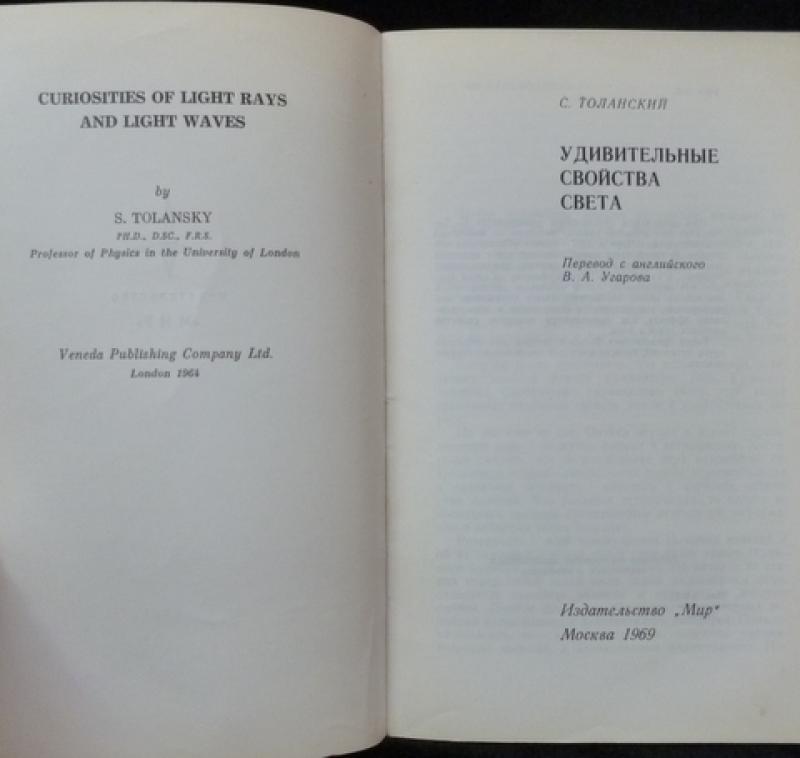 CURIOSITIES OF LIGHT RAYS
AND LIGHT WAVES
by
S. TOLANSKY
PH.D., D.SC., F.R.S.
Professor of Physics in the University of London
Veneda Publishing Company Ltd.
London 1964
С. ТОЛАНСКИЙ
УДИВИТЕЛЬНЫЕ
СВОЙСТВА
СВЕТА
Перевод с английского
В. А. Угарова
Издательство „Мир"
Москва 1969